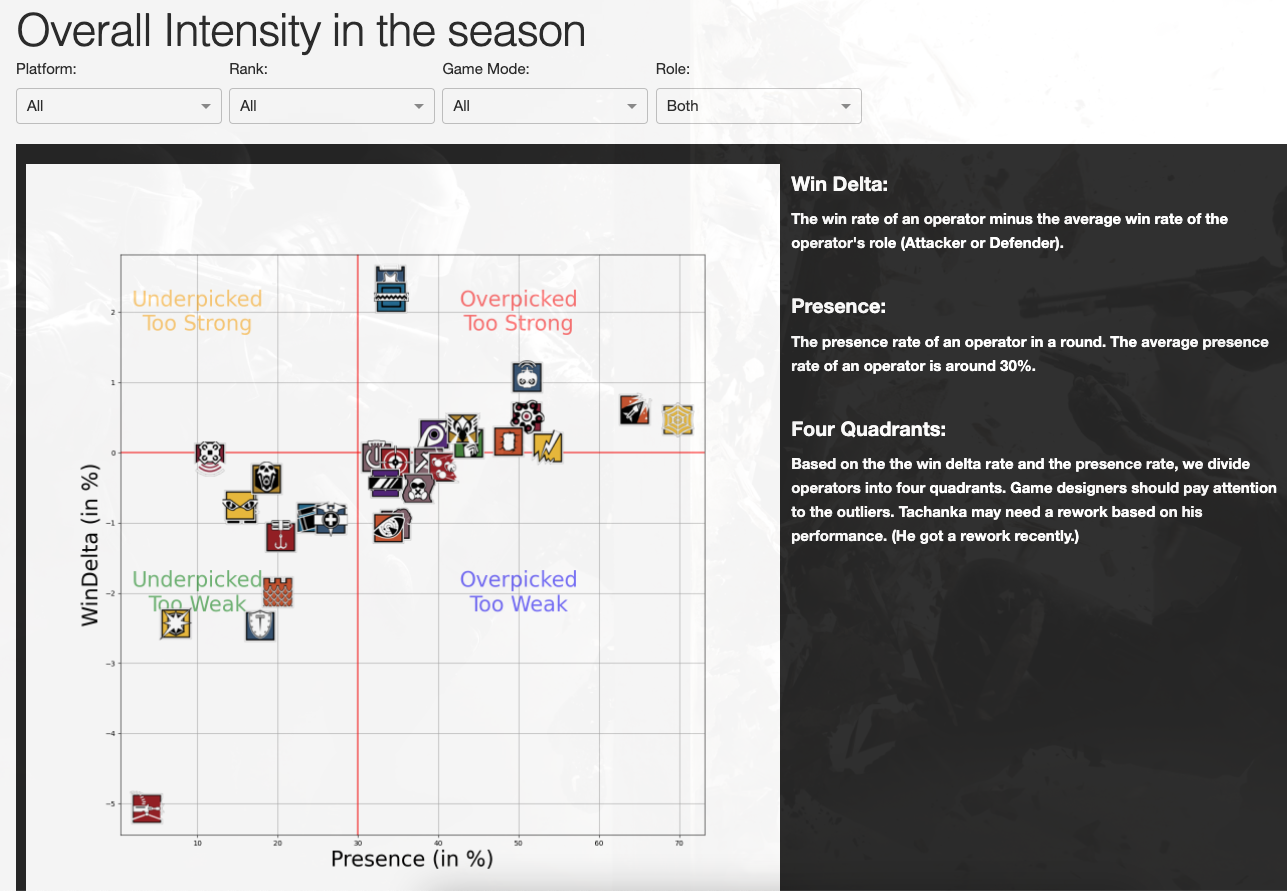 Overall Intensity in the season
Platform:
Rank:
Game Mode:
Role:
All
All
All
Both
Underpicked
Too Strong
Overpicked
Too Strong
Underpicked
Too Weak
Overpicked
Too Weak
WinDelta (in %)
2
1
0
−1
−2
−3
−4
−5
10
20
30
40
50
60
70
Presence (in %)
Win Delta:
The win rate of an operator minus the average win rate of the
operator's role (Attacker or Defender).
Presence:
The presence rate of an operator in a round. The average presence
rate of an operator is around 30%.
Four Quadrants:
Based on the the win delta rate and the presence rate, we divide
operators into four quadrants. Game designers should pay attention
to the outliers. Tachanka may need a rework based on his
performance. (He got a rework recently.)